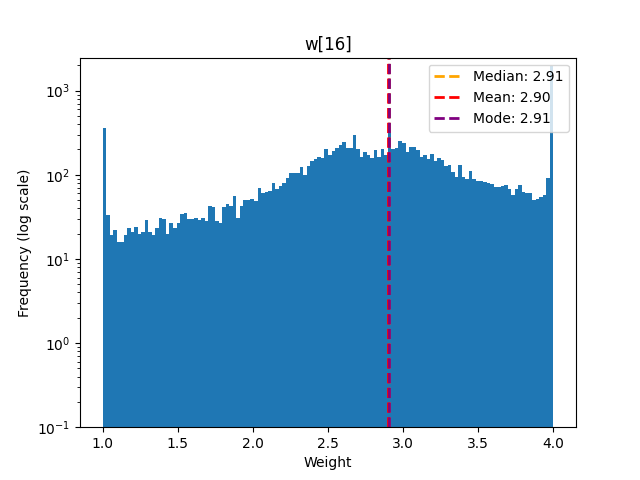 w[16]
Median: 2.91
Mean: 2.90
Mode: 2.91
Frequency (log scale)
10³
10²
10¹
10⁰
10⁻¹
1.0 1.5 2.0 2.5 3.0 3.5 4.0
Weight